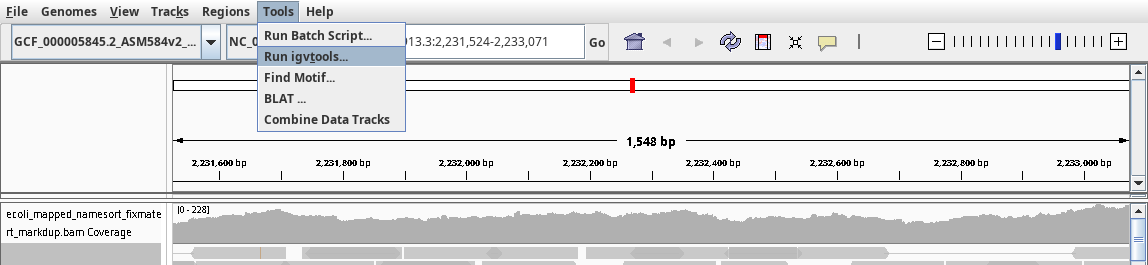 File Genomes View Tracks Regions Tools Help
GCF_000005845.2_ASM584v2_... 013.3:2,231,524-2,233,071 Go
Run Batch Script...
Run igvtools...
Find Motif...
BLAT ...
Combine Data Tracks
1,548 bp
2,231,600 bp 2,231,800 bp 2,232,000 bp 2,232,200 bp 2,232,400 bp 2,232,600 bp 2,232,800 bp 2,233,000 bp
ecoli_mapped_namesort_fixmate
rt_markdup.bam Coverage
[0 - 228]